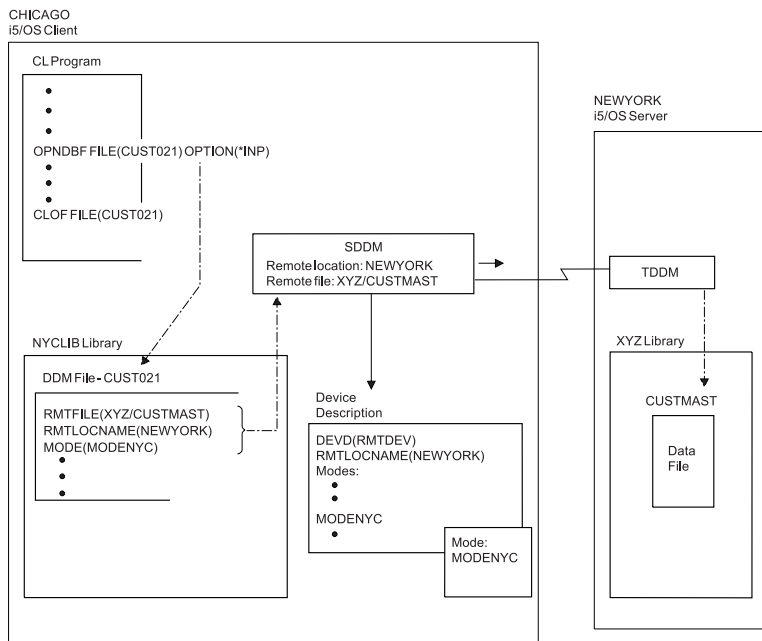 CHICAGO
i5/OS Client
CL Program
OPNDBF FILE(CUST021) OPTION(*INP)
CLOF FILE(CUST021)
NEWYORK
i5/OS Server
SDDM
Remote location: NEWYORK
Remote file: XYZ/CUSTMAST
TDDM
NYCLIB Library
DDM File - CUST021
RMTFILE(XYZ/CUSTMAST)
RMTLOCNAME(NEWYORK)
MODE(MODENYC)
Device
Description
DEVD(RMTDEV)
RMTLOCNAME(NEWYORK)
Modes:
MODENYC
Mode:
MODENYC
XYZ Library
CUSTMAST
Data
File